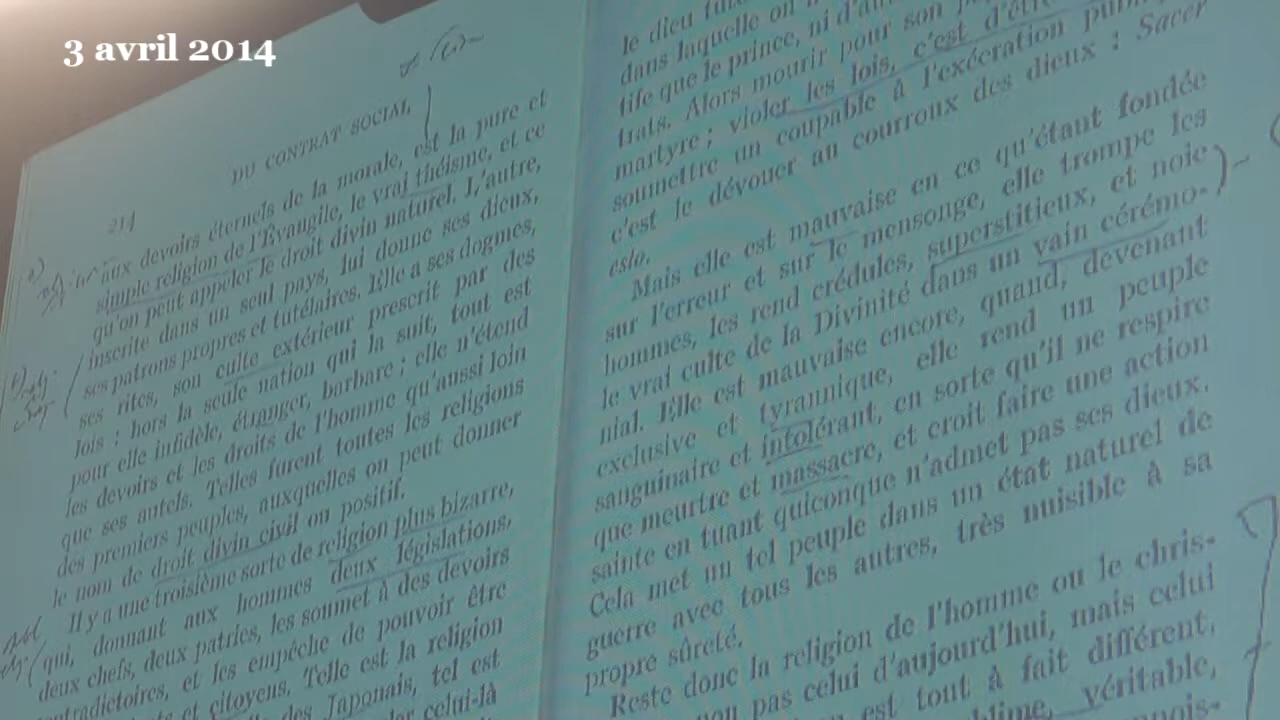 3 avril 2014
DU CONTRAT SOCIAL
214
aux devoirs éternels de la morale, est la pure et
simple religion de l'Évangile, le vrai théisme, et ce
qu'on peut appeler le droit divin naturel. L'autre,
inscrite dans un seul pays, lui donne ses dieux,
ses patrons propres et tutélaires. Elle a ses dogmes,
ses rites, son culte extérieur prescrit par des
lois : hors la seule nation qui la suit, tout est
pour elle infidèle, étranger, barbare ; elle n'étend
les devoirs et les droits de l'homme qu'aussi loin
que ses autels. Telles furent toutes les religions
des premiers peuples, auxquelles on peut donner
le nom de droit divin civil ou positif.
Il y a une troisième sorte de religion plus bizarre,
qui, donnant aux hommes deux législations,
deux chefs, deux patries, les soumet à des devoirs
contradictoires, et les empêche de pouvoir être
et citoyens. Telle est la religion
des Japonais, tel est
celui-là
le dieu
dans laquelle on
tife que le prince, ni
trats. Alors mourir pour son
martyre ; violer les lois, c'est d'être
soumettre un coupable à l'exécration
c'est le dévouer au courroux des dieux : Sacer
esto.
Mais elle est mauvaise en ce qu'étant fondée
sur l'erreur et sur le mensonge, elle trompe les
hommes, les rend crédules, superstitieux, et noie
le vrai culte de la Divinité dans un vain cérémo-
nial. Elle est mauvaise encore, quand, devenant
exclusive et tyrannique, elle rend un peuple
sanguinaire et intolérant, en sorte qu'il ne respire
que meurtre et massacre, et croit faire une action
sainte en tuant quiconque n'admet pas ses dieux.
Cela met un tel peuple dans un état naturel de
guerre avec tous les autres, très nuisible à sa
propre sûreté.
Reste donc la religion de l'homme ou le chris-
non pas celui d'aujourd'hui, mais celui
est tout à fait différent.
véritable,